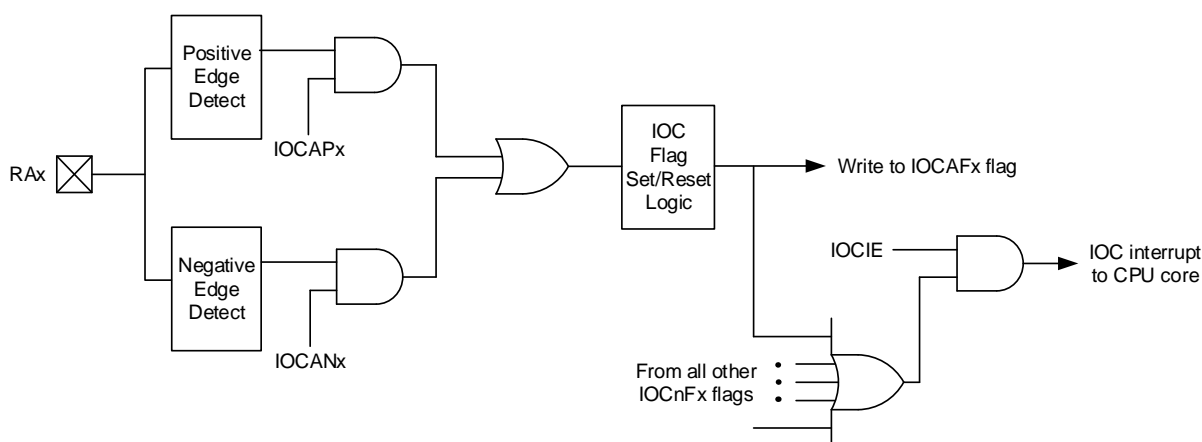 Positive
Edge
Detect
IOCAPx
RAx
Negative
Edge
Detect
IOCANx
IOC
Flag
Set/Reset
Logic
Write to IOCAFx flag
IOCIE
IOC interrupt
to CPU core
From all other
IOCnFx flags